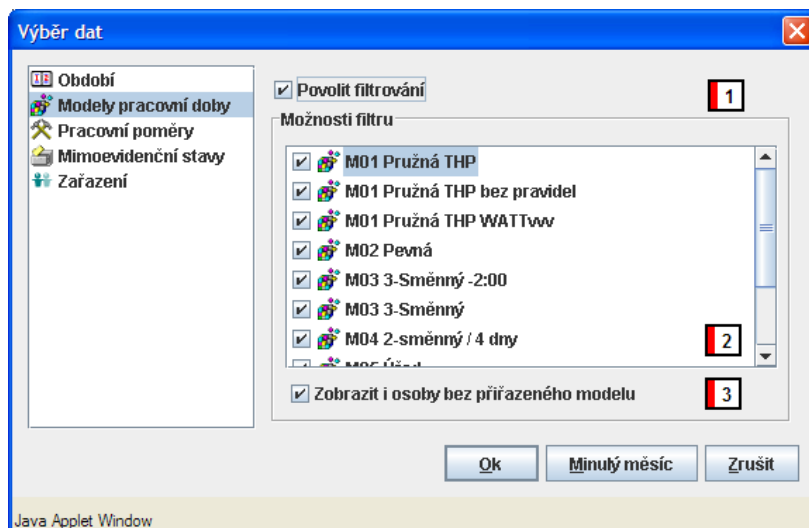 Výběr dat
Období
Modely pracovní doby
Pracovní poměry
Mimoevidenční stavy
Zařazení
Povolit filtrování
1
Možnosti filtru
M01 Pružná THP
M01 Pružná THP bez pravidel
M01 Pružná THP WATTvvv
M02 Pevná
M03 3-Směnný -2:00
M03 3-Směnný
M04 2-směnný / 4 dny
2
Zobrazit i osoby bez přiřazeného modelu
3
Ok
Minulý měsíc
Zrušit
Java Applet Window